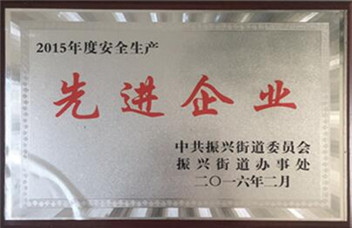 2015年度安全生产
先进企业
中共振兴街道委员会
振兴街道办事处
二〇一六年二月